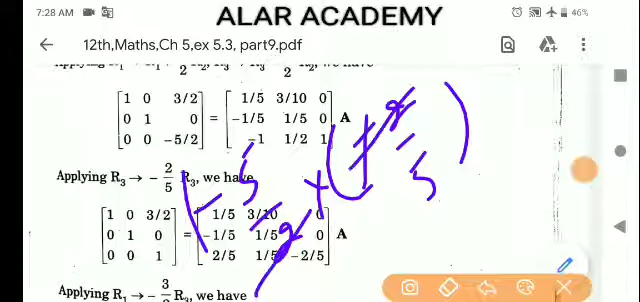 7:28 AM
ALAR ACADEMY
46%
← 12th,Maths,Ch 5,ex 5.3, part9.pdf
[1 0 3/2; 0 1 0; 0 0 -5/2] = [1/5 3/10 0; -1/5 1/5 0; -1 1/2 1] A
Applying R₃ → - 2/5 R₃, we have
[1 0 3/2; 0 1 0; 0 0 1] = [1/5 3/10 0; -1/5 1/5 0; 2/5 1/5 -2/5] A
Applying R₁ → - 3/2 R₃, we have